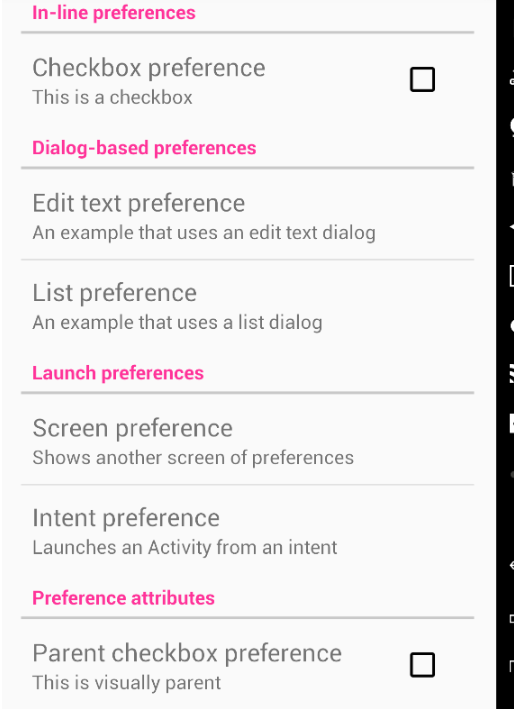 In-line preferences
Checkbox preference
This is a checkbox
Dialog-based preferences
Edit text preference
An example that uses an edit text dialog
List preference
An example that uses a list dialog
Launch preferences
Screen preference
Shows another screen of preferences
Intent preference
Launches an Activity from an intent
Preference attributes
Parent checkbox preference
This is visually parent